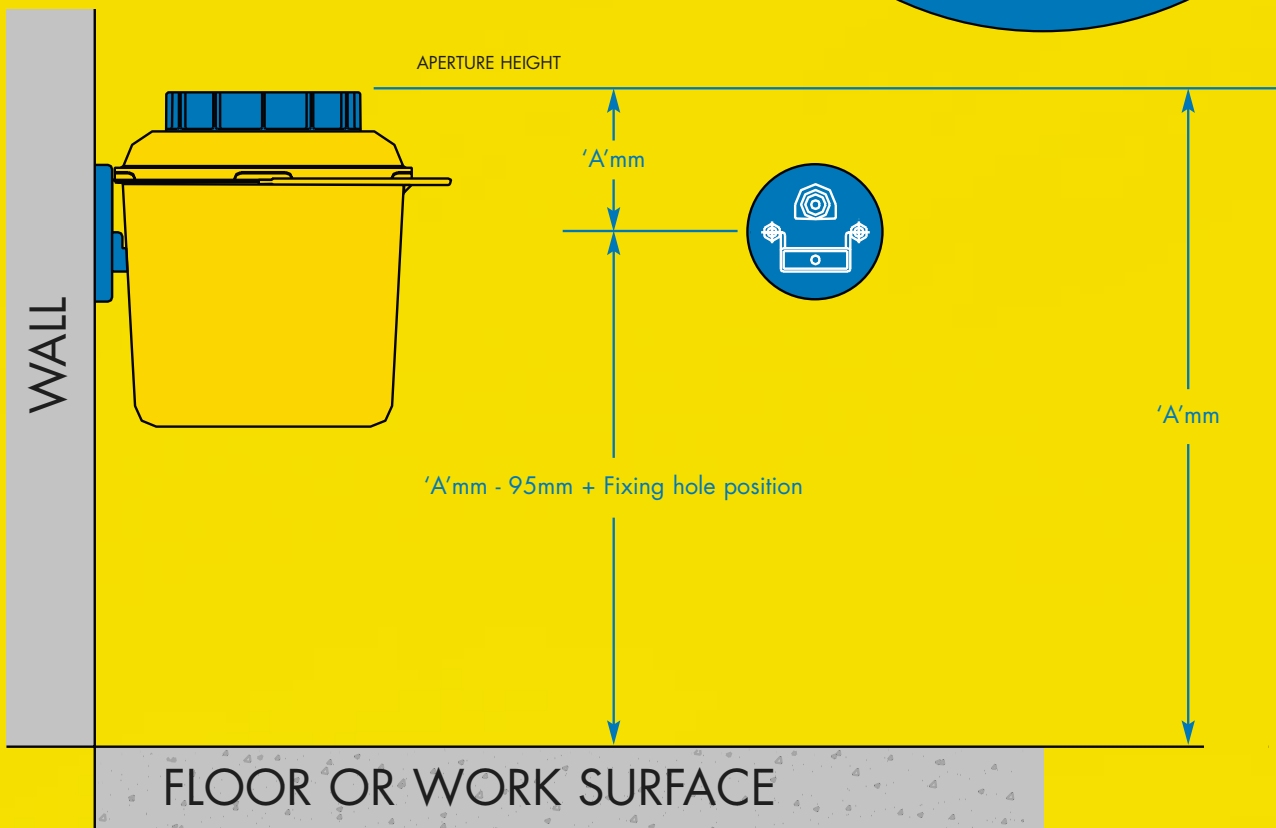 APERTURE HEIGHT
‘A’mm
‘A’mm
‘A’mm - 95mm + Fixing hole position
WALL
FLOOR OR WORK SURFACE